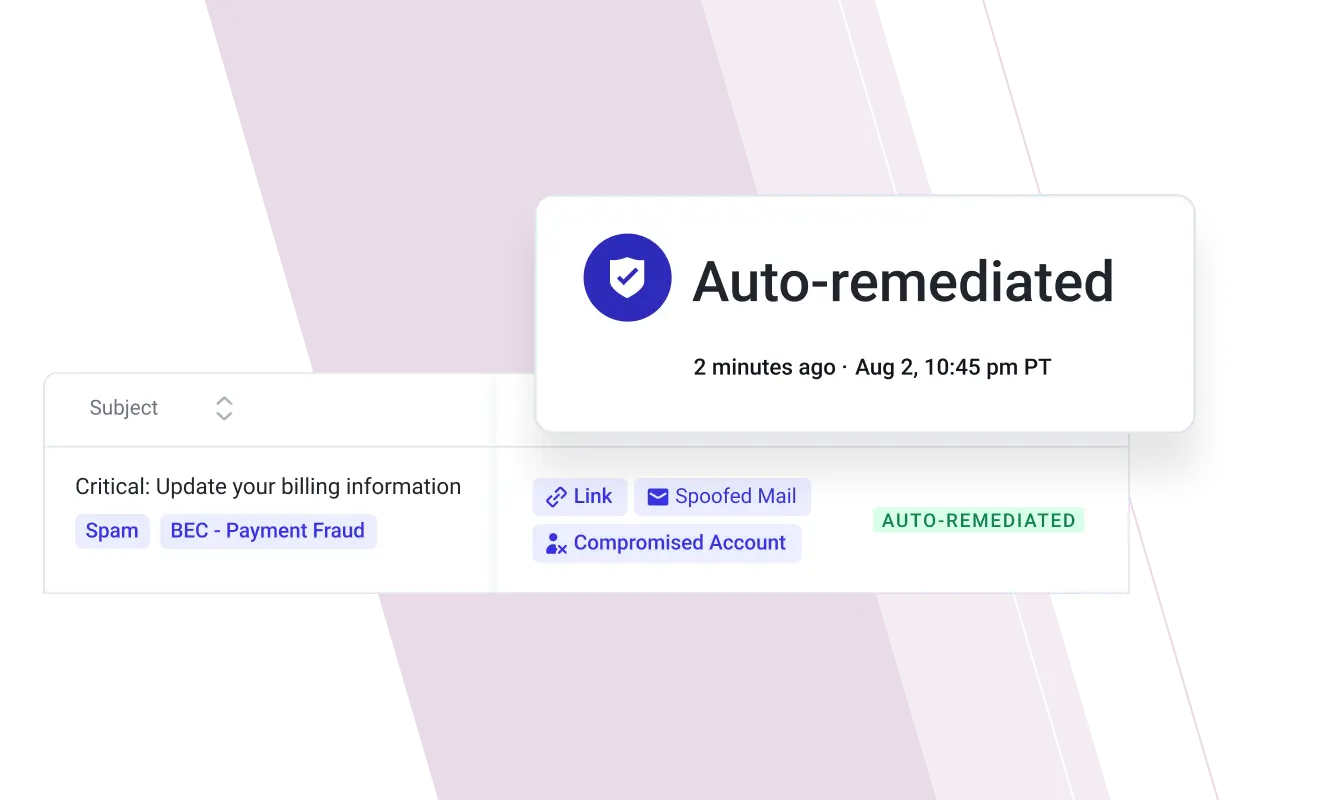 Auto-remediated
2 minutes ago · Aug 2, 10:45 pm PT
Subject
Critical: Update your billing information
Spam BEC - Payment Fraud
Link Spoofed Mail
Compromised Account
AUTO-REMEDIATED